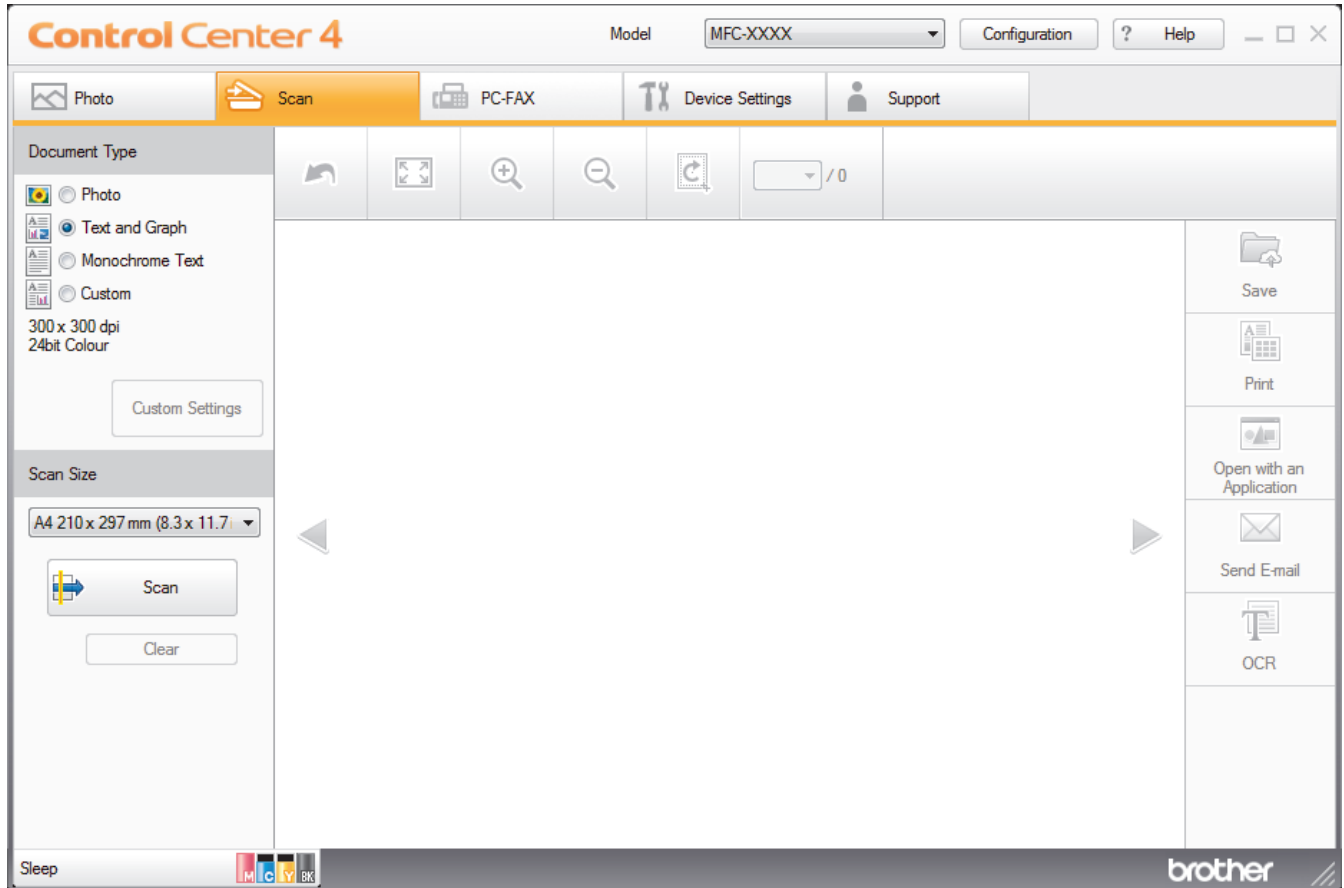 Control Center 4
Model
MFC-XXXX
Configuration
? Help
Photo
Scan
PC-FAX
Device Settings
Support
Document Type
Photo
Text and Graph
Monochrome Text
Custom
300 x 300 dpi
24bit Colour
Custom Settings
Scan Size
A4 210 x 297 mm (8.3 x 11.7
Scan
Clear
/ 0
Save
Print
Open with an
Application
Send E-mail
OCR
Sleep
M C Y BK
brother